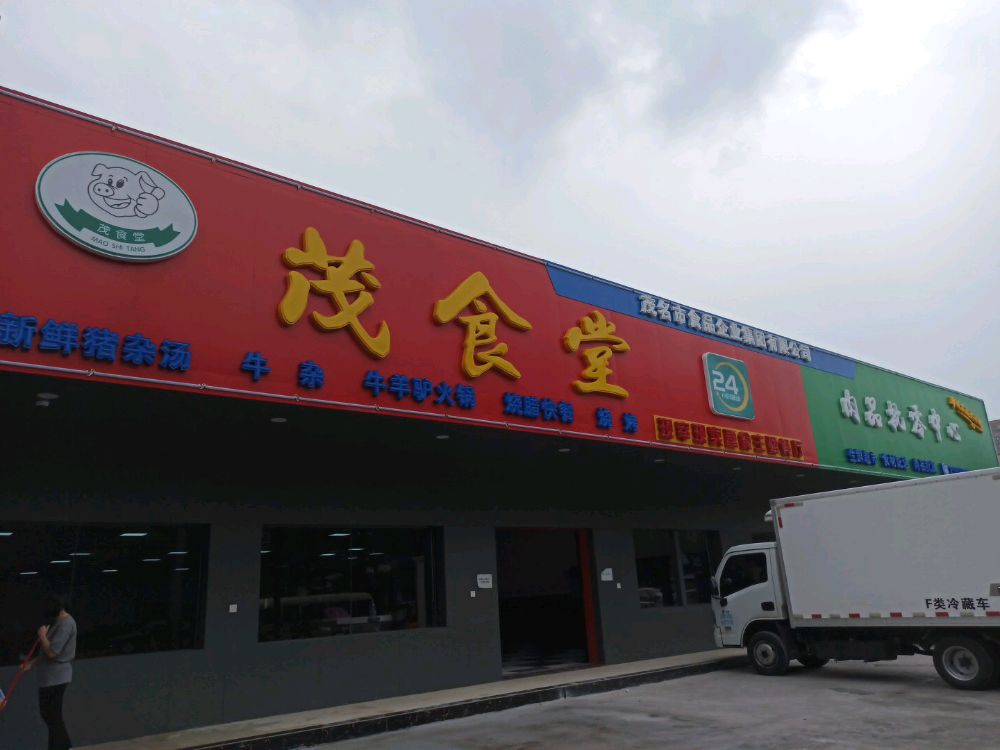 茂食堂
MAO SHI TANG
茂食堂
茂名市食品企业集团有限公司
新鲜猪杂汤 牛杂 牛羊驴火锅 烧腊快餐 烧烤
24
肉品批发中心
F类冷藏车